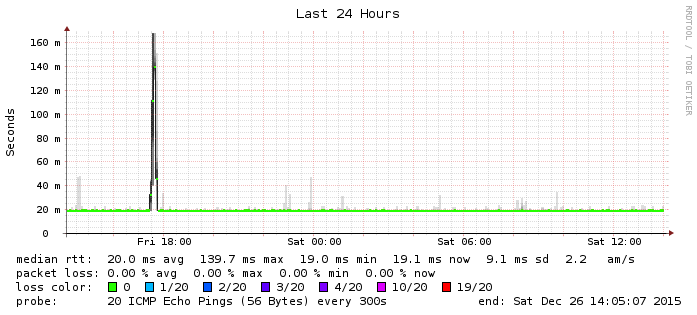 Last 24 Hours
RRDTOOL / TOBI OETIKER
Seconds
160 m
140 m
120 m
100 m
80 m
60 m
40 m
20 m
0
Fri 18:00 Sat 00:00 Sat 06:00 Sat 12:00
median rtt: 20.0 ms avg 139.7 ms max 19.0 ms min 19.1 ms now 9.1 ms sd 2.2 am/s
packet loss: 0.00 % avg 0.00 % max 0.00 % min 0.00 % now
loss color: 0 1/20 2/20 3/20 4/20 10/20 19/20
probe: 20 ICMP Echo Pings (56 Bytes) every 300s end: Sat Dec 26 14:05:07 2015